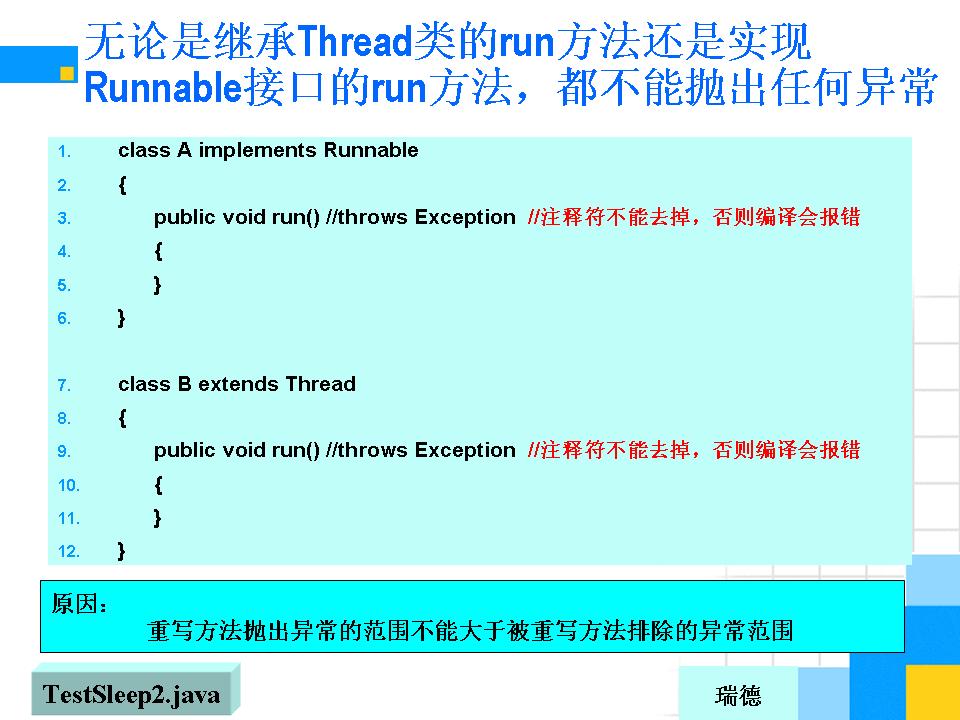 无论是继承Thread类的run方法还是实现
Runnable接口的run方法，都不能抛出任何异常
1. class A implements Runnable
2. {
3. public void run() //throws Exception //注释符不能去掉，否则编译会报错
4. {
5. }
6. }
7. class B extends Thread
8. {
9. public void run() //throws Exception //注释符不能去掉，否则编译会报错
10. {
11. }
12. }
原因：
重写方法抛出异常的范围不能大于被重写方法排除的异常范围
TestSleep2.java
瑞德